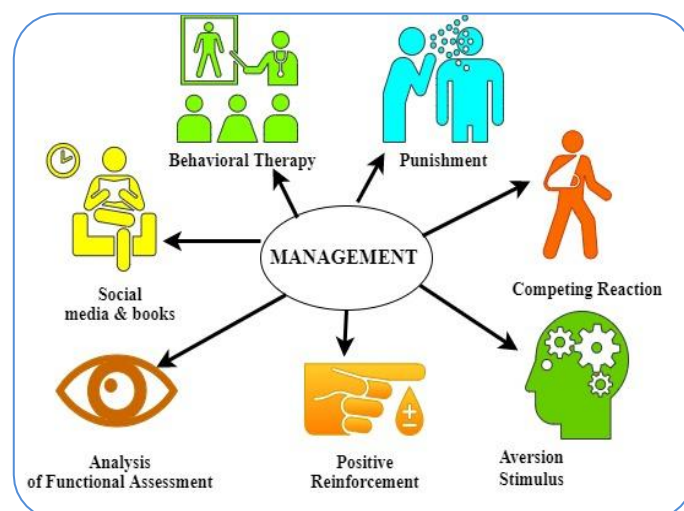 Behavioral Therapy
Punishment
MANAGEMENT
Social
media & books
Competing Reaction
Analysis
of Functional Assessment
Positive
Reinforcement
Aversion
Stimulus